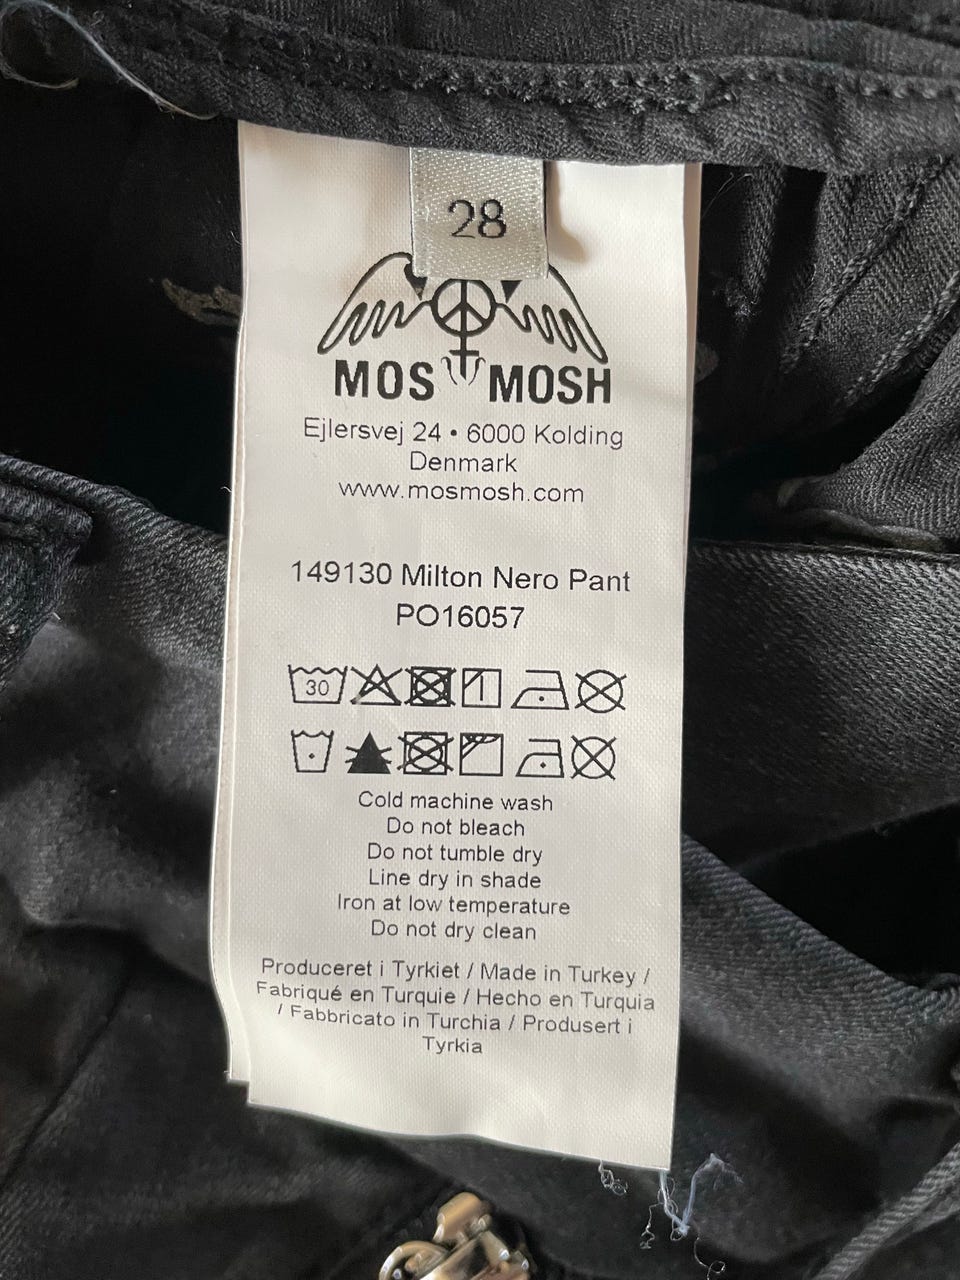 28
MOS MOSH
Ejlersvej 24 • 6000 Kolding
Denmark
www.mosmosh.com
149130 Milton Nero Pant
PO16057
30
Cold machine wash
Do not bleach
Do not tumble dry
Line dry in shade
Iron at low temperature
Do not dry clean
Produceret i Tyrkiet / Made in Turkey /
Fabriqué en Turquie / Hecho en Turquia
/ Fabbricato in Turchia / Produsert i
Tyrkia